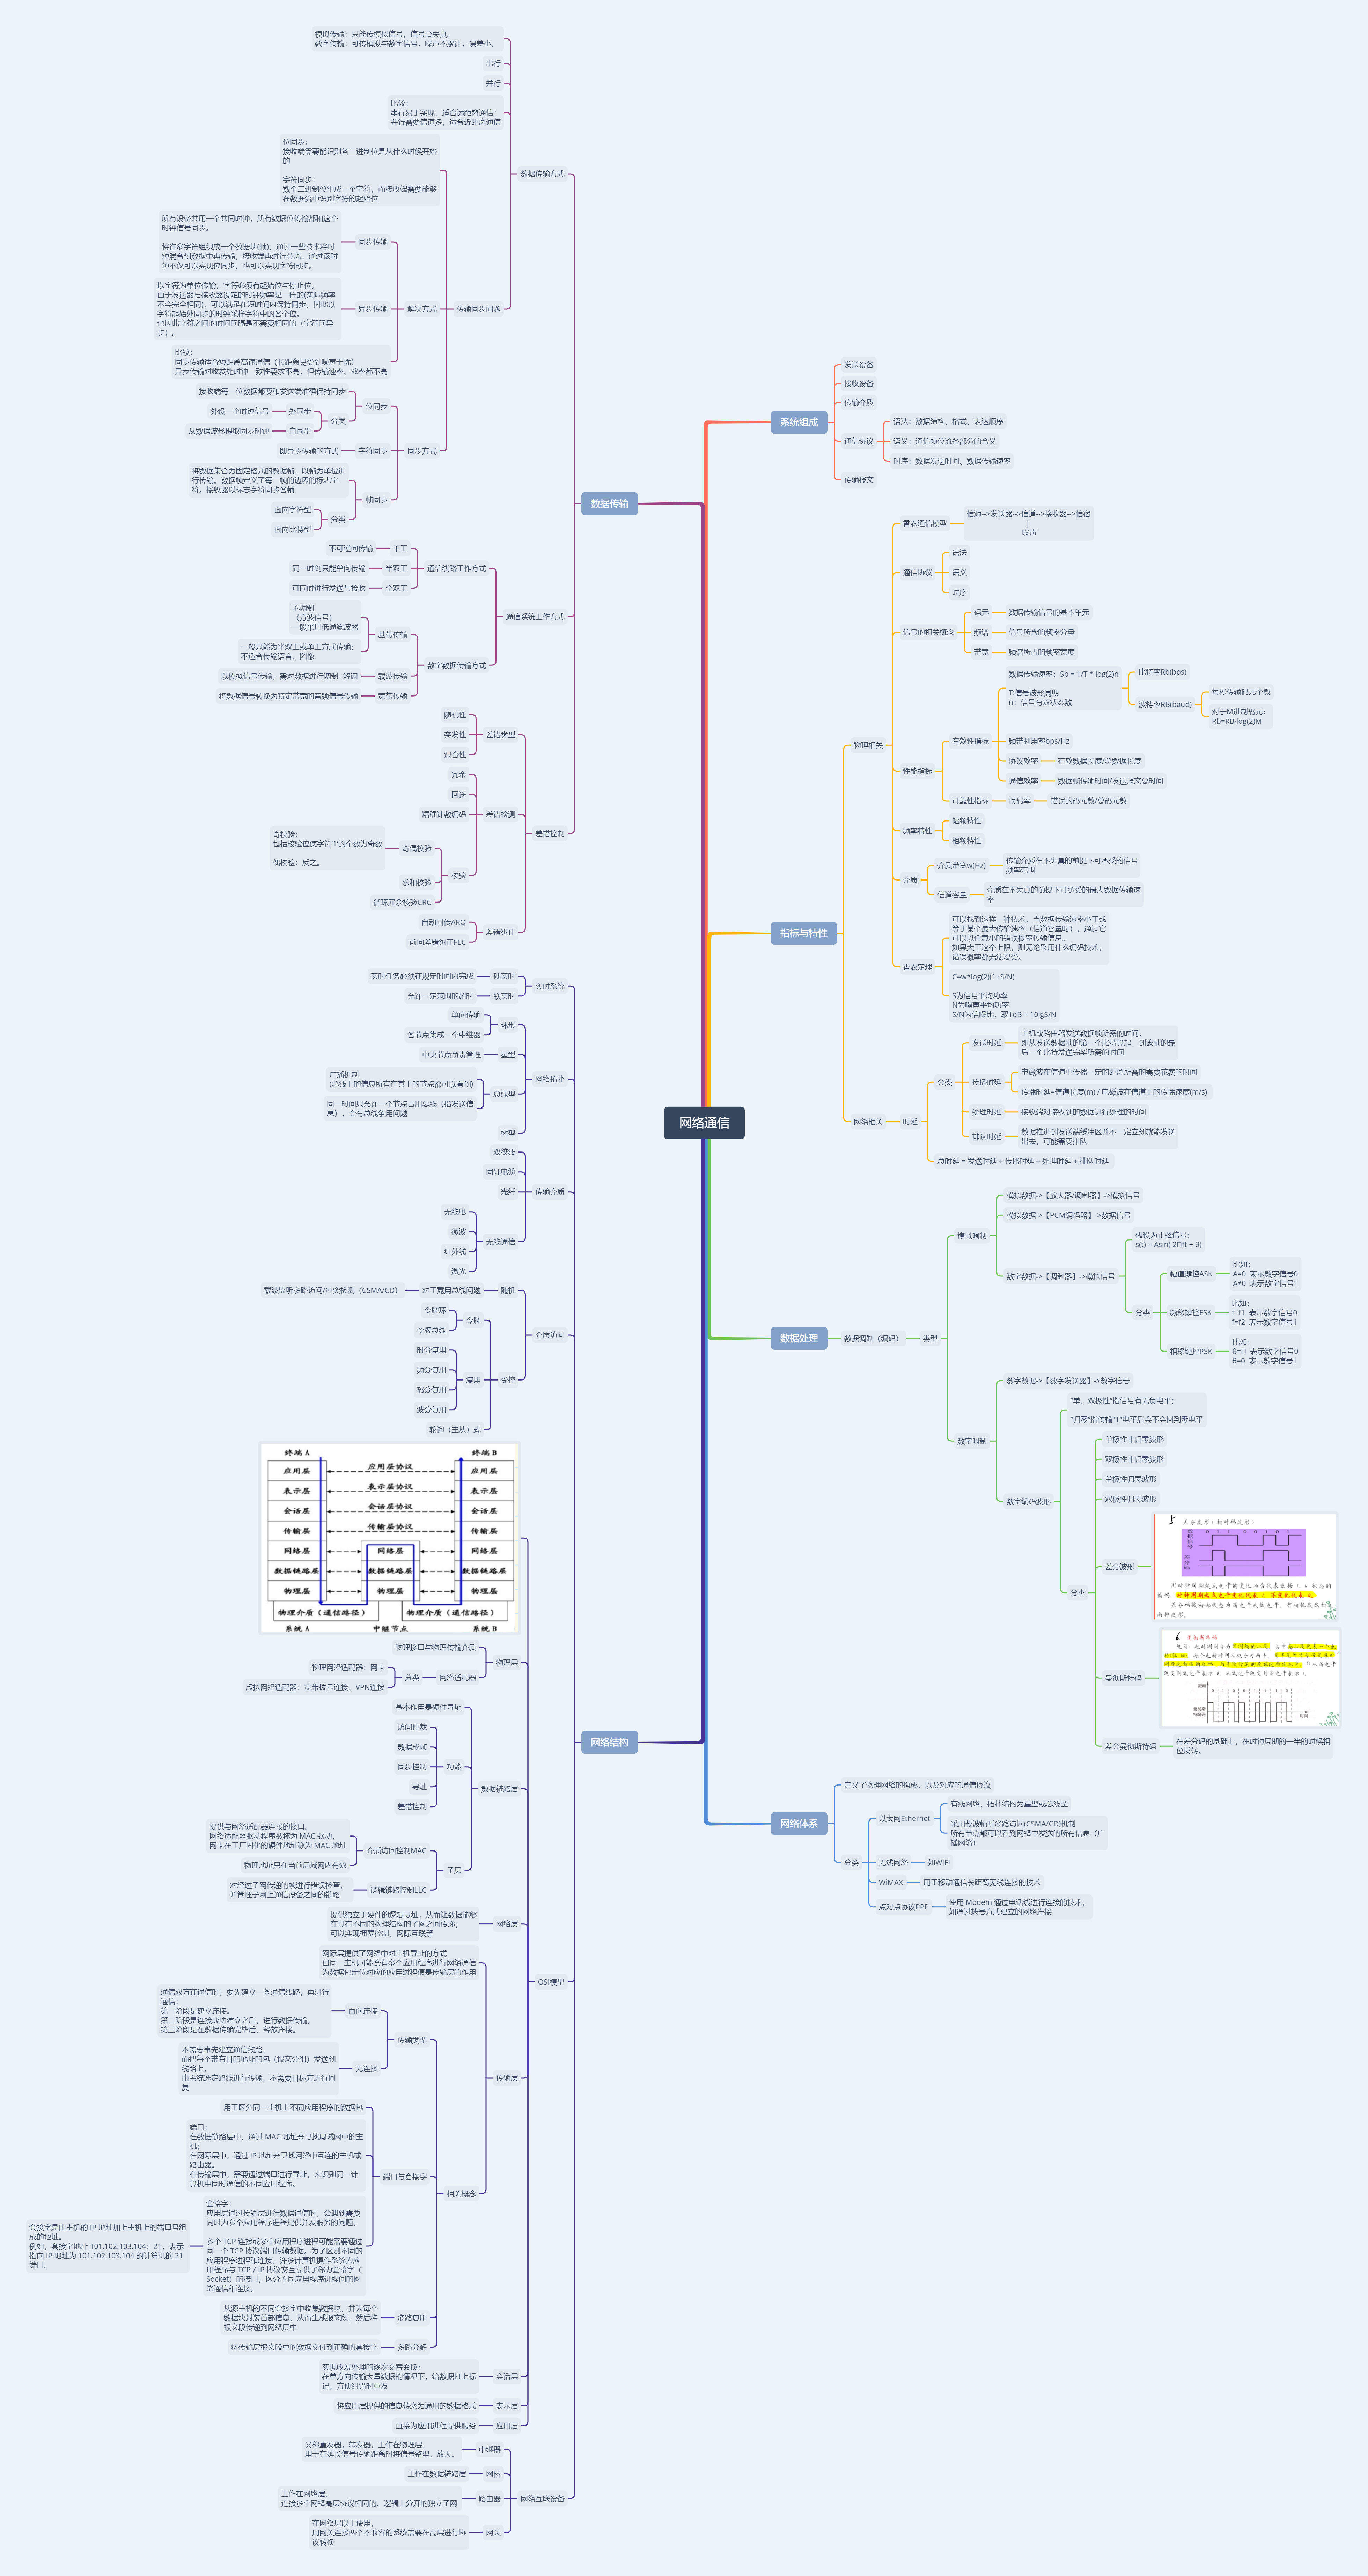 网络通信
系统组成
发送设备
接收设备
传输介质
通信协议
语法：数据结构、格式、表达顺序
语义：通信帧位流各部分的含义
时序：数据发送时间、数据传输速率
传输报文
指标与特性
物理相关
香农通信模型
信源-->发送器-->信道-->接收器-->信宿
|
噪声
通信协议
语法
语义
时序
信号的相关概念
码元
数据传输信号的基本单元
频谱
信号所含的频率分量
带宽
频谱所占的频率宽度
性能指标
有效性指标
数据传输速率：Sb = 1/T * log(2)n
T:信号波形周期
n：信号有效状态数
比特率Rb(bps)
波特率RB(baud)
每秒传输码元个数
对于M进制码元：
Rb=RB·log(2)M
频带利用率bps/Hz
协议效率
有效数据长度/总数据长度
通信效率
数据帧传输时间/发送报文总时间
可靠性指标
误码率
错误的码元数/总码元数
频率特性
幅频特性
相频特性
介质
介质带宽w(Hz)
传输介质在不失真的前提下可承受的信号
频率范围
信道容量
介质在不失真的前提下可承受的最大数据传输速
率
香农定理
可以找到这样一种技术，当数据传输速率小于或
等于某个最大传输速率（信道容量时），通过它
可以以任意小的错误概率传输信息。
如果大于这个上限，则无论采用什么编码技术，
错误概率都无法忍受。
C=w*log(2)(1+S/N)
S为信号平均功率
N为噪声平均功率
S/N为信噪比，取1dB = 10lgS/N
网络相关
时延
分类
发送时延
主机或路由器发送数据帧所需的时间，
即从发送数据帧的第一个比特算起，到该帧的最
后一个比特发送完毕所需的时间
传播时延
电磁波在信道中传播一定的距离所需的需要花费的时间
传播时延=信道长度(m) / 电磁波在信道上的传播速度(m/s)
处理时延
接收端对接收到的数据进行处理的时间
排队时延
数据推进到发送端缓冲区并不一定立刻就能发送
出去，可能需要排队
总时延 = 发送时延 + 传播时延 + 处理时延 + 排队时延
数据处理
数据调制（编码）
类型
模拟调制
模拟数据->【放大器/调制器】->模拟信号
模拟数据->【PCM编码器】->数据信号
数字数据->【调制器】->模拟信号
假设为正弦信号：
s(t) = Asin( 2Πft + θ)
分类
幅值键控ASK
比如：
A=0 表示数字信号0
A≠0 表示数字信号1
频移键控FSK
比如：
f=f1 表示数字信号0
f=f2 表示数字信号1
相移键控PSK
比如：
θ=Π 表示数字信号0
θ=0 表示数字信号1
数字调制
数字数据->【数字发送器】->数字信号
数字编码波形
"单、双极性"指信号有无负电平；
"归零"指传输"1"电平后会不会回到零电平
分类
单极性非归零波形
双极性非归零波形
单极性归零波形
双极性归零波形
差分波形
曼彻斯特码
差分曼彻斯特码
在差分码的基础上，在时钟周期的一半的时候相
位反转。
网络体系
定义了物理网络的构成，以及对应的通信协议
分类
以太网Ethernet
有线网络，拓扑结构为星型或总线型
采用载波帧听多路访问(CSMA/CD)机制
所有节点都可以看到网络中发送的所有信息（广
播网络）
无线网络
如WIFI
WiMAX
用于移动通信长距离无线连接的技术
点对点协议PPP
使用 Modem 通过电话线进行连接的技术，
如通过拨号方式建立的网络连接
数据传输
数据传输方式
模拟传输：只能传模拟信号，信号会失真。
数字传输：可传模拟与数字信号，噪声不累计，误差小。
串行
并行
比较：
串行易于实现，适合远距离通信；
并行需要信道多，适合近距离通信
传输同步问题
位同步：
接收端需要能识别各二进制位是从什么时候开始
的
字符同步：
数个二进制位组成一个字符，而接收端需要能够
在数据流中识别字符的起始位
解决方式
同步传输
所有设备共用一个共同时钟，所有数据位传输都和这个
时钟信号同步。
将许多字符组织成一个数据块(帧)，通过一些技术将时
钟混合到数据中再传输，接收端再进行分离。通过该时
钟不仅可以实现位同步，也可以实现字符同步。
异步传输
以字符为单位传输，字符必须有起始位与停止位。
由于发送器与接收器设定的时钟频率是一样的(实际频率
不会完全相同)，可以满足在短时间内保持同步。因此以
字符起始处同步的时钟采样字符中的各个位。
也因此字符之间的时间间隔是不需要相同的（字符间异
步）。
比较：
同步传输适合短距离高速通信（长距离易受到噪声干扰）
异步传输对收发处时钟一致性要求不高，但传输速率、效率都不高
同步方式
位同步
接收端每一位数据都要和发送端准确保持同步
分类
外同步
外设一个时钟信号
自同步
从数据波形提取同步时钟
字符同步
即异步传输的方式
帧同步
将数据集合为固定格式的数据帧，以帧为单位进
行传输。数据帧定义了每一帧的边界的标志字
符。接收器以标志字符同步各帧
分类
面向字符型
面向比特型
通信系统工作方式
通信线路工作方式
单工
不可逆向传输
半双工
同一时刻只能单向传输
全双工
可同时进行发送与接收
数字数据传输方式
基带传输
不调制
（方波信号）
一般采用低通滤波器
一般只能为半双工或单工方式传输；
不适合传输语音、图像
载波传输
以模拟信号传输，需对数据进行调制--解调
宽带传输
将数据信号转换为特定带宽的音频信号传输
差错控制
差错类型
随机性
突发性
混合性
差错检测
冗余
回送
精确计数编码
校验
奇偶校验
奇校验：
包括校验位使字符'1'的个数为奇数
偶校验：反之。
求和校验
循环冗余校验CRC
差错纠正
自动回传ARQ
前向差错纠正FEC
网络结构
实时系统
硬实时
实时任务必须在规定时间内完成
软实时
允许一定范围的超时
网络拓扑
环形
单向传输
各节点集成一个中继器
星型
中央节点负责管理
总线型
广播机制
(总线上的信息所有在其上的节点都可以看到)
同一时间只允许一个节点占用总线（指发送信
息），会有总线争用问题
树型
传输介质
双绞线
同轴电缆
光纤
无线通信
无线电
微波
红外线
激光
介质访问
随机
对于竞用总线问题
载波监听多路访问/冲突检测（CSMA/CD）
受控
令牌
令牌环
令牌总线
复用
时分复用
频分复用
码分复用
波分复用
轮询（主从）式
OSI模型
终端 A 终端 B
应用层 应用层协议 应用层
表示层 表示层协议 表示层
会话层 会话层协议 会话层
传输层 传输层协议 传输层
网络层 网络层 网络层
数据链路层 数据链路层 数据链路层
物理层 物理层 物理层
物理介质（通信路径） 物理介质（通信路径）
系统 A 中继节点 系统 B
物理层
物理接口与物理传输介质
网络适配器
分类
物理网络适配器：网卡
虚拟网络适配器：宽带拨号连接、VPN连接
数据链路层
基本作用是硬件寻址
功能
访问仲裁
数据成帧
同步控制
寻址
差错控制
子层
介质访问控制MAC
提供与网络适配器连接的接口。
网络适配器驱动程序被称为 MAC 驱动，
网卡在工厂固化的硬件地址称为 MAC 地址
物理地址只在当前局域网内有效
逻辑链路控制LLC
对经过子网传递的帧进行错误检查，
并管理子网上通信设备之间的链路
网络层
提供独立于硬件的逻辑寻址，从而让数据能够
在具有不同的物理结构的子网之间传递；
可以实现拥塞控制、网际互联等
传输层
网际层提供了网络中对主机寻址的方式
但同一主机可能会有多个应用程序进行网络通信
为数据包定位对应的应用进程便是传输层的作用
相关概念
传输类型
面向连接
通信双方在通信时，要先建立一条通信线路，再进行
通信：
第一阶段是建立连接。
第二阶段是连接成功建立之后，进行数据传输。
第三阶段是在数据传输完毕后，释放连接。
无连接
不需要事先建立通信线路，
而把每个带有目的地址的包（报文分组）发送到
线路上，
由系统选定路线进行传输，不需要目标方进行回
复
端口与套接字
用于区分同一主机上不同应用程序的数据包
端口：
在数据链路层中，通过 MAC 地址来寻找局域网中的主
机；
在网际层中，通过 IP 地址来寻找网络中互连的主机或
路由器。
在传输层中，需要通过端口进行寻址，来识别同一计
算机中同时通信的不同应用程序。
套接字：
应用层通过传输层进行数据通信时，会遇到需要
同时为多个应用程序进程提供并发服务的问题。
多个 TCP 连接或多个应用程序进程可能需要通过
同一个 TCP 协议端口传输数据。为了区别不同的
应用程序进程和连接，许多计算机操作系统为应
用程序与 TCP / IP 协议交互提供了称为套接字（
Socket）的接口，区分不同应用程序进程间的网
络通信和连接。
套接字是由主机的 IP 地址加上主机上的端口号组
成的地址。
例如，套接字地址 101.102.103.104：21，表示
指向 IP 地址为 101.102.103.104 的计算机的 21
端口。
多路复用
从源主机的不同套接字中收集数据块，并为每个
数据块封装首部信息，从而生成报文段，然后将
报文段传递到网络层中
多路分解
将传输层报文段中的数据交付到正确的套接字
会话层
实现收发处理的逐次交替变换；
在单方向传输大量数据的情况下，给数据打上标
记，方便纠错时重发
表示层
将应用层提供的信息转变为通用的数据格式
应用层
直接为应用进程提供服务
网络互联设备
中继器
又称重发器，转发器，工作在物理层，
用于在延长信号传输距离时将信号整型，放大。
网桥
工作在数据链路层
路由器
工作在网络层，
连接多个网络高层协议相同的、逻辑上分开的独立子网
网关
在网络层以上使用，
用网关连接两个不兼容的系统需要在高层进行协
议转换